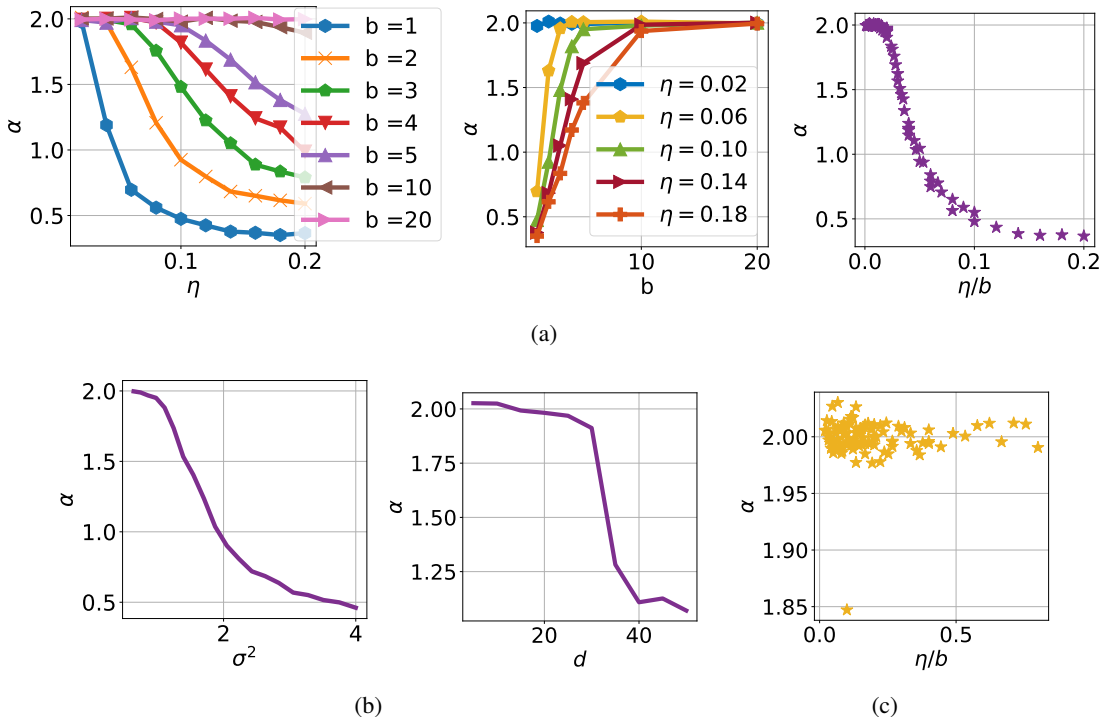 2.0
1.5
1.0
0.5
α
0.1
0.2
η
b =1
b =2
b =3
b =4
b =5
b =10
b =20
2.0
1.5
1.0
0.5
α
10
20
b
η = 0.02
η = 0.06
η = 0.10
η = 0.14
η = 0.18
2.0
1.5
1.0
0.5
α
0.0
0.1
0.2
η/b
(a)
2.0
1.5
1.0
0.5
α
2
4
σ²
2.00
1.75
1.50
1.25
α
20
40
d
(b)
2.00
1.95
1.90
1.85
α
0.0
0.5
η/b
(c)